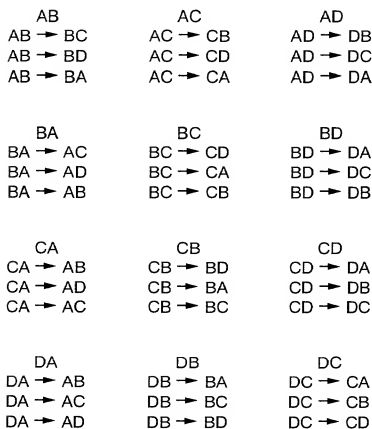 AB AC AD
AB → BC AC → CB AD → DB
AB → BD AC → CD AD → DC
AB → BA AC → CA AD → DA
BA BC BD
BA → AC BC → CD BD → DA
BA → AD BC → CA BD → DC
BA → AB BC → CB BD → DB
CA CB CD
CA → AB CB → BD CD → DA
CA → AD CB → BA CD → DB
CA → AC CB → BC CD → DC
DA DB DC
DA → AB DB → BA DC → CA
DA → AC DB → BC DC → CB
DA → AD DB → BD DC → CD